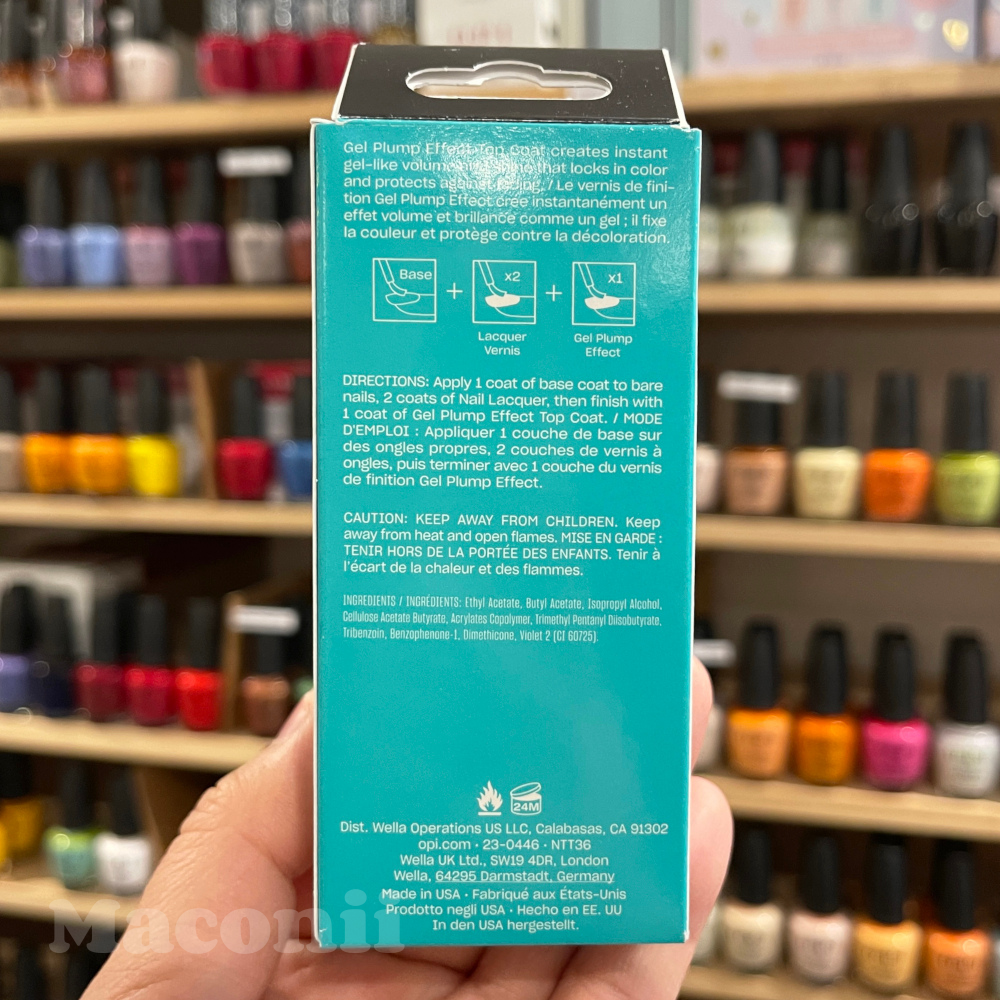 Gel Plump Effect Top Coat creates instant
gel-like volume and shine that locks in color
and protects against fading. / Le vernis de fini-
tion Gel Plump Effect crée instantanément un
effet volume et brillance comme un gel ; il fixe
la couleur et protège contre la décoloration.
Base + x2 + x1
Lacquer
Vernis
Gel Plump
Effect
DIRECTIONS: Apply 1 coat of base coat to bare
nails, 2 coats of Nail Lacquer, then finish with
1 coat of Gel Plump Effect Top Coat. / MODE
D'EMPLOI : Appliquer 1 couche de base sur
des ongles propres, 2 couches de vernis à
ongles, puis terminer avec 1 couche du vernis
de finition Gel Plump Effect.
CAUTION: KEEP AWAY FROM CHILDREN. Keep
away from heat and open flames. MISE EN GARDE :
TENIR HORS DE LA PORTÉE DES ENFANTS. Tenir à
l'écart de la chaleur et des flammes.
INGREDIENTS / INGRÉDIENTS: Ethyl Acetate, Butyl Acetate, Isopropyl Alcohol,
Cellulose Acetate Butyrate, Acrylates Copolymer, Trimethyl Pentanyl Diisobutyrate,
Tribenzoin, Benzophenone-1, Dimethicone, Violet 2 (CI 60725).
24M
Dist. Wella Operations US LLC, Calabasas, CA 91302
opi.com • 23-0446 • NTT36
Wella UK Ltd., SW19 4DR, London
Wella, 64295 Darmstadt, Germany
Made in USA • Fabriqué aux États-Unis
Prodotto negli USA • Hecho en EE. UU
In den USA hergestellt.
Maconii